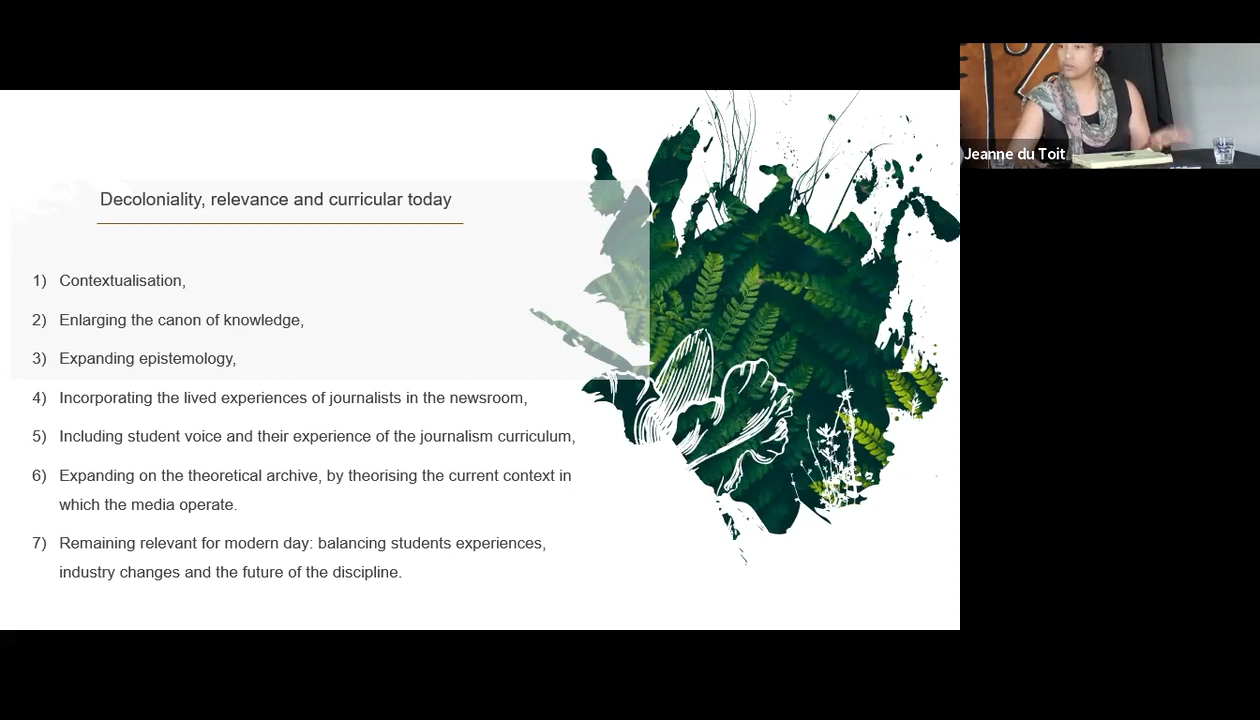 Decoloniality, relevance and curricular today
1) Contextualisation,
2) Enlarging the canon of knowledge,
3) Expanding epistemology,
4) Incorporating the lived experiences of journalists in the newsroom,
5) Including student voice and their experience of the journalism curriculum,
6) Expanding on the theoretical archive, by theorising the current context in
which the media operate.
7) Remaining relevant for modern day: balancing students experiences,
industry changes and the future of the discipline.
Jeanne du Toit